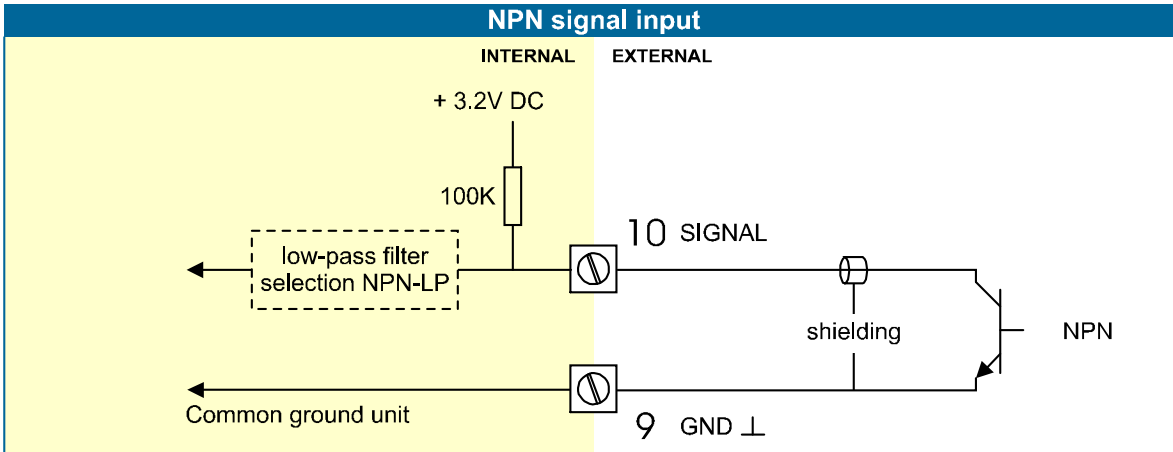 NPN signal input
INTERNAL EXTERNAL
+ 3.2V DC
100K
10 SIGNAL
low-pass filter
selection NPN-LP
shielding
NPN
Common ground unit
9 GND ⊥